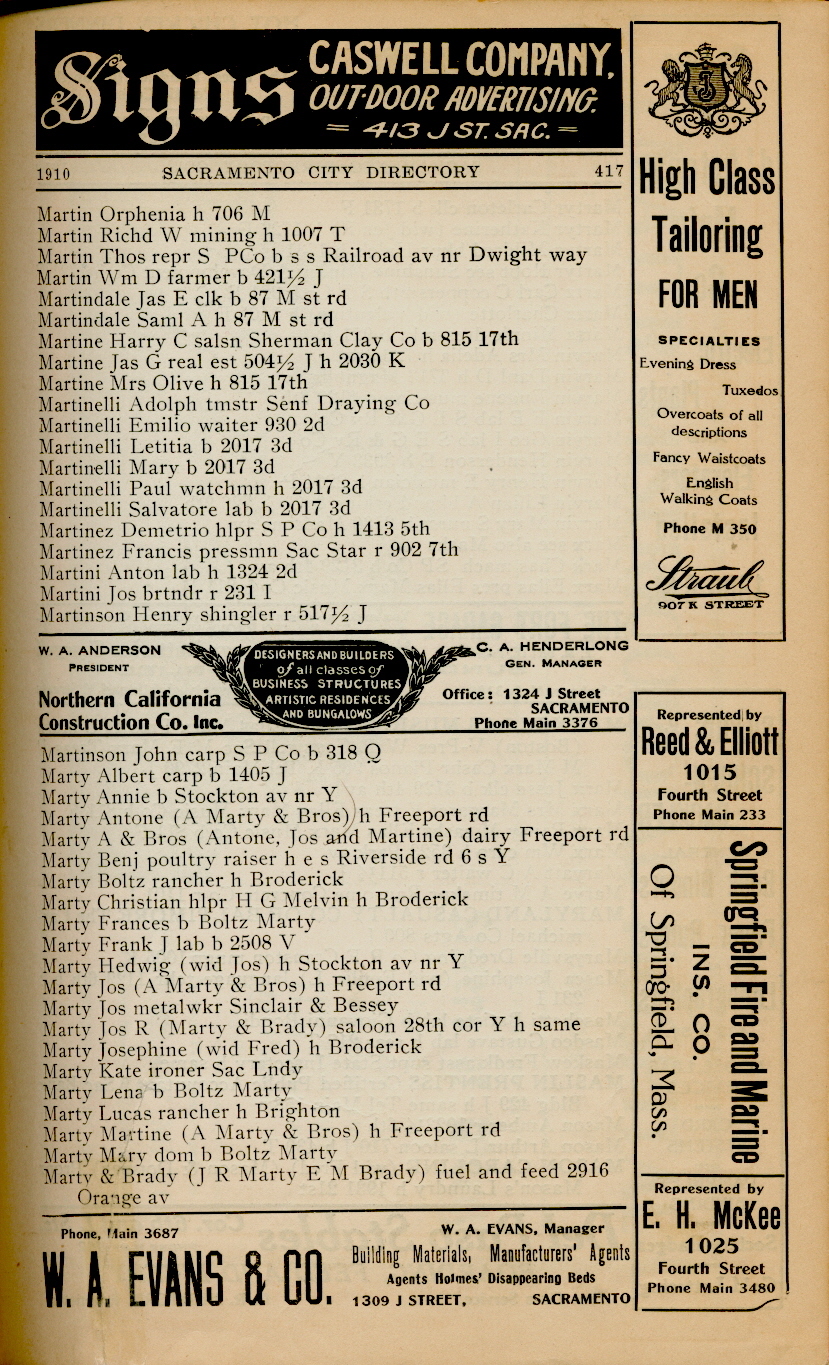 Signs
CASWELL COMPANY,
OUT-DOOR ADVERTISING.
= 413 J ST. SAC. =
1910 SACRAMENTO CITY DIRECTORY 417
Martin Orphenia h 706 M
Martin Richd W mining h 1007 T
Martin Thos repr S PCo b s s Railroad av nr Dwight way
Martin Wm D farmer b 421½ J
Martindale Jas E clk b 87 M st rd
Martindale Saml A h 87 M st rd
Martine Harry C salsn Sherman Clay Co b 815 17th
Martine Jas G real est 504½ J h 2030 K
Martine Mrs Olive h 815 17th
Martinelli Adolph tmstr Senf Draying Co
Martinelli Emilio waiter 930 2d
Martinelli Letitia b 2017 3d
Martinelli Mary b 2017 3d
Martinelli Paul watchmn h 2017 3d
Martinelli Salvatore lab b 2017 3d
Martinez Demetrio hlpr S P Co h 1413 5th
Martinez Francis pressmn Sac Star r 902 7th
Martini Anton lab h 1324 2d
Martini Jos brtndr r 231 I
Martinson Henry shingler r 517½ J
W. A. ANDERSON
PRESIDENT
Northern California
Construction Co. Inc.
DESIGNERS AND BUILDERS
of all classes of
BUSINESS STRUCTURES
ARTISTIC RESIDENCES
AND BUNGALOWS
C. A. HENDERLONG
GEN. MANAGER
Office: 1324 J Street
SACRAMENTO
Phone Main 3376
Martinson John carp S P Co b 318 Q
Marty Albert carp b 1405 J
Marty Annie b Stockton av nr Y
Marty Antone (A Marty & Bros) h Freeport rd
Marty A & Bros (Antone, Jos and Martine) dairy Freeport rd
Marty Benj poultry raiser h e s Riverside rd 6 s Y
Marty Boltz rancher h Broderick
Marty Christian hlpr H G Melvin h Broderick
Marty Frances b Boltz Marty
Marty Frank J lab b 2508 V
Marty Hedwig (wid Jos) h Stockton av nr Y
Marty Jos (A Marty & Bros) h Freeport rd
Marty Jos metalwkr Sinclair & Bessey
Marty Jos R (Marty & Brady) saloon 28th cor Y h same
Marty Josephine (wid Fred) h Broderick
Marty Kate ironer Sac Lndy
Marty Lena b Boltz Marty
Marty Lucas rancher h Brighton
Marty Martine (A Marty & Bros) h Freeport rd
Marty Mary dom b Boltz Marty
Marty & Brady (J R Marty E M Brady) fuel and feed 2916
Orange av
Phone, Main 3687
W. A. EVANS & CO.
W. A. EVANS, Manager
Building Materials, Manufacturers' Agents
Agents Holmes' Disappearing Beds
1309 J STREET, SACRAMENTO
High Class
Tailoring
FOR MEN
SPECIALTIES
Evening Dress
Tuxedos
Overcoats of all
descriptions
Fancy Waistcoats
English
Walking Coats
Phone M 350
Straub
907 K STREET
Represented by
Reed & Elliott
1015
Fourth Street
Phone Main 233
Springfield Fire and Marine
INS. CO.
Of Springfield, Mass.
Represented by
E. H. McKee
1025
Fourth Street
Phone Main 3480